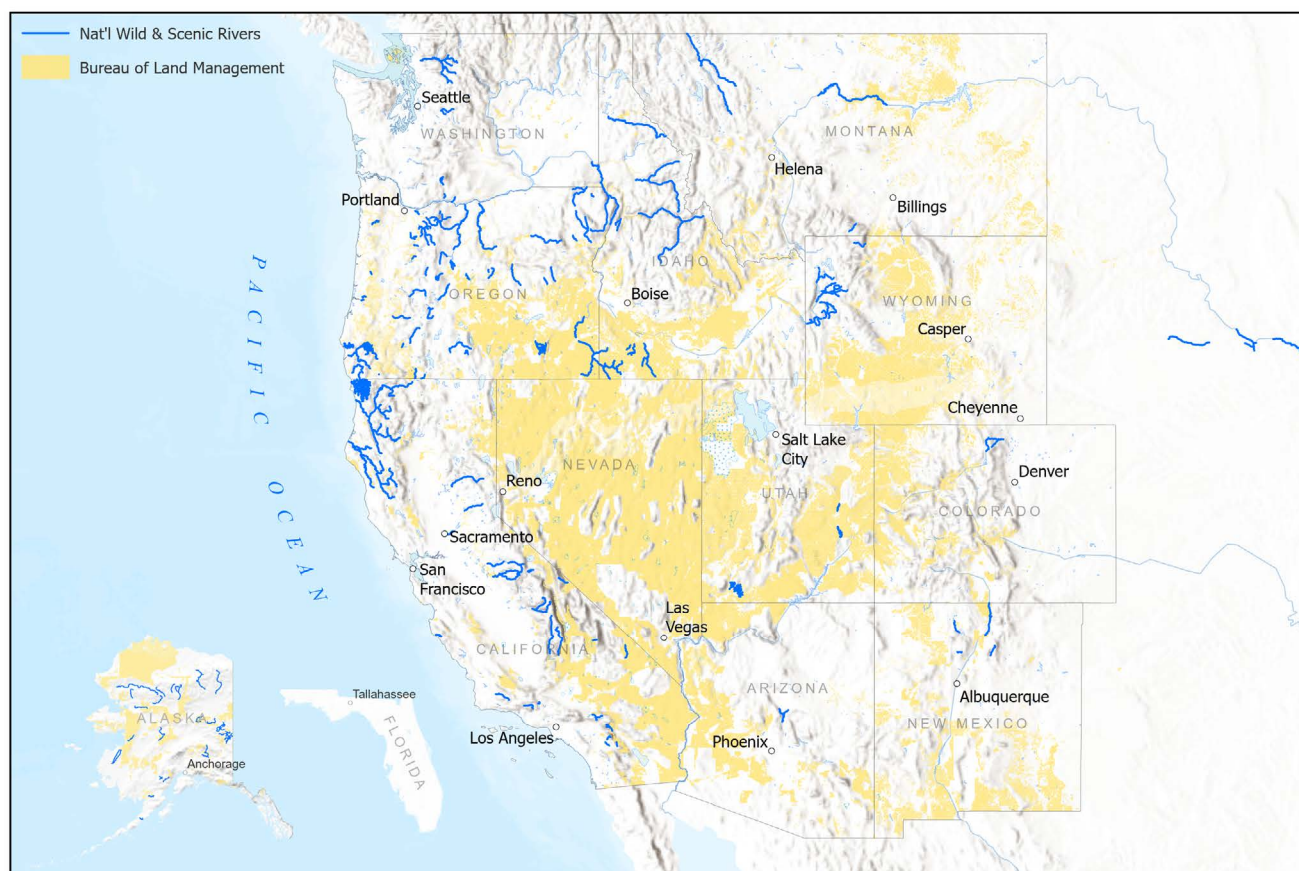 Nat'l Wild & Scenic Rivers
Bureau of Land Management
Seattle
WASHINGTON
MONTANA
Helena
Portland
Billings
PACIFIC OCEAN
IDAHO
OREGON
Boise
WYOMING
Casper
Cheyenne
Salt Lake
City
NEVADA
Reno
UTAH
Denver
COLORADO
Sacramento
San
Francisco
Las
Vegas
CALIFORNIA
ARIZONA
Albuquerque
NEW MEXICO
Los Angeles
Phoenix
Tallahassee
FLORIDA
ALASKA
Anchorage